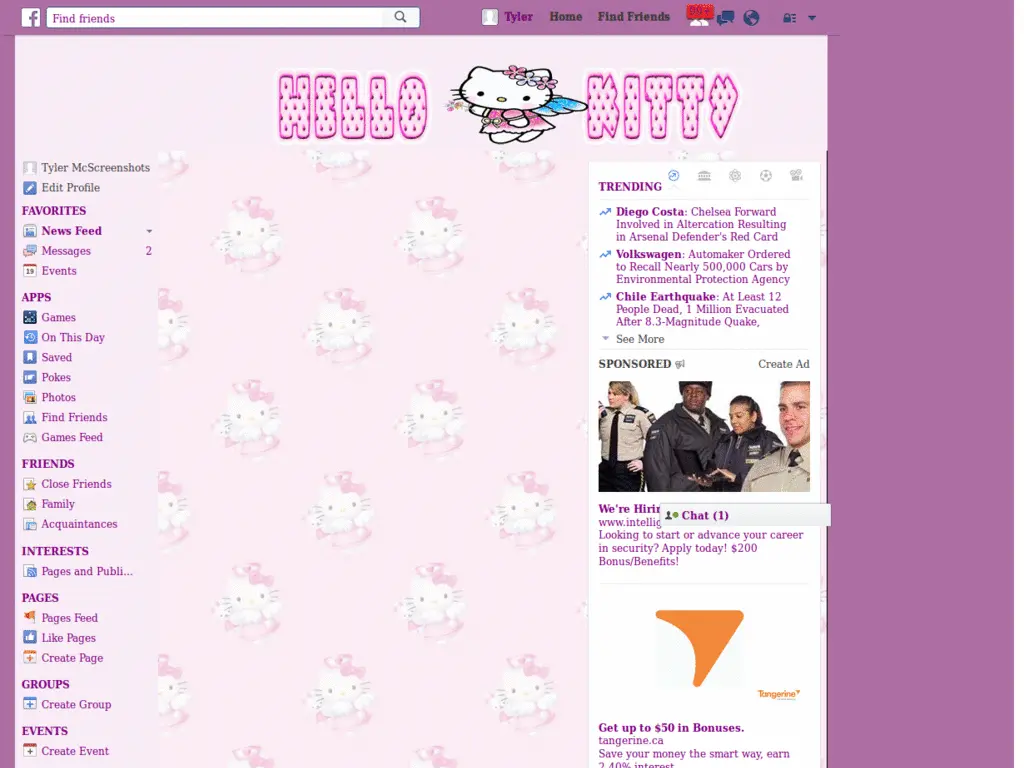 Find friends
Tyler
Home
Find Friends
HELLO KITTY
Tyler McScreenshots
Edit Profile
FAVORITES
News Feed
Messages 2
Events
APPS
Games
On This Day
Saved
Pokes
Photos
Find Friends
Games Feed
FRIENDS
Close Friends
Family
Acquaintances
INTERESTS
Pages and Publi...
PAGES
Pages Feed
Like Pages
Create Page
GROUPS
Create Group
EVENTS
Create Event
TRENDING
Diego Costa: Chelsea Forward
Involved in Altercation Resulting
in Arsenal Defender's Red Card
Volkswagen: Automaker Ordered
to Recall Nearly 500,000 Cars by
Environmental Protection Agency
Chile Earthquake: At Least 12
People Dead, 1 Million Evacuated
After 8.3-Magnitude Quake,
See More
SPONSORED Create Ad
We're Hirin
www.intellig
Chat (1)
Looking to start or advance your career
in security? Apply today! $200
Bonus/Benefits!
Tangerine
Get up to $50 in Bonuses.
tangerine.ca
Save your money the smart way, earn
2.40% interest